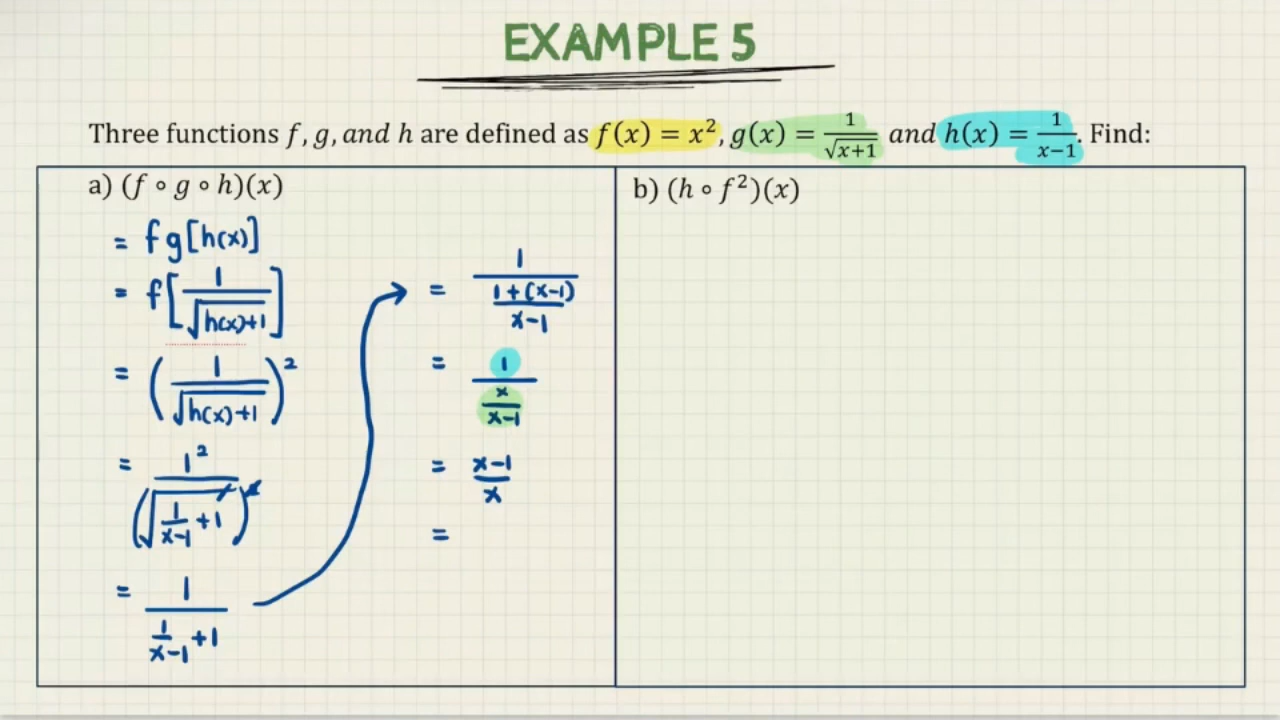 EXAMPLE 5
Three functions f, g, and h are defined as f(x) = x², g(x) = 1/√(x+1) and h(x) = 1/(x−1). Find:
a) (f ∘ g ∘ h)(x)
= fg[h(x)]
= f[1/√(h(x)+1)]
= (1/√(h(x)+1))²
= 1²/(√(1/(x−1) +1))²
= 1/(1/(x−1) +1)
= 1/((1+(x−1))/(x−1))
= 1/(x/(x−1))
= (x−1)/x
=
b) (h ∘ f²)(x)